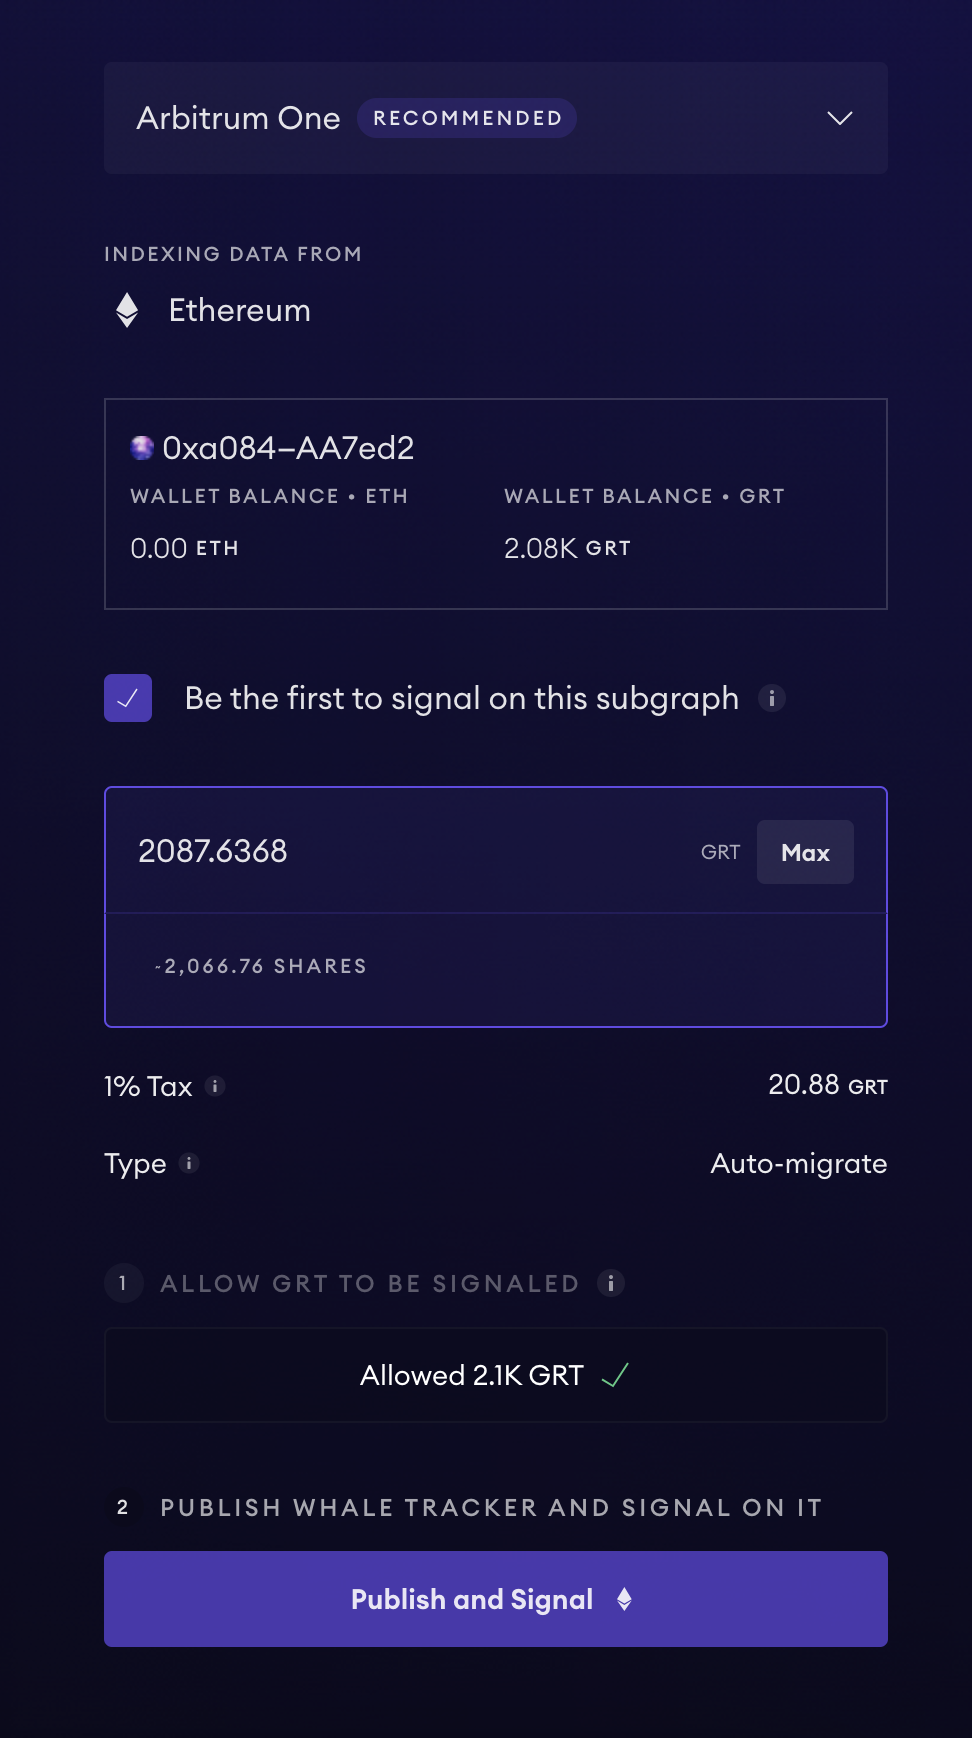 Arbitrum One RECOMMENDED
INDEXING DATA FROM
Ethereum
0xa084–AA7ed2
WALLET BALANCE • ETH WALLET BALANCE • GRT
0.00 ETH 2.08K GRT
Be the first to signal on this subgraph i
2087.6368 GRT Max
~2,066.76 SHARES
1% Tax i 20.88 GRT
Type i Auto-migrate
1 ALLOW GRT TO BE SIGNALED i
Allowed 2.1K GRT
2 PUBLISH WHALE TRACKER AND SIGNAL ON IT
Publish and Signal